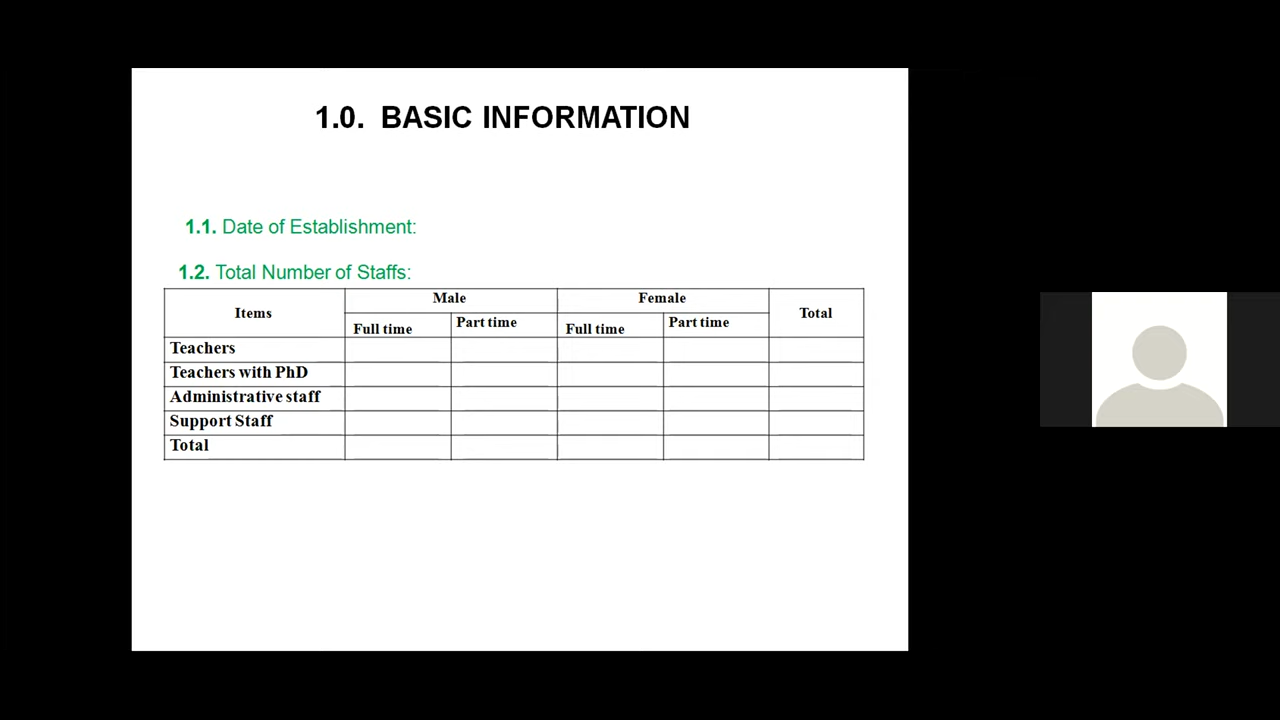 1.0. BASIC INFORMATION
1.1. Date of Establishment:
1.2. Total Number of Staffs:
Items Male Female Total
Full time Part time Full time Part time
Teachers
Teachers with PhD
Administrative staff
Support Staff
Total